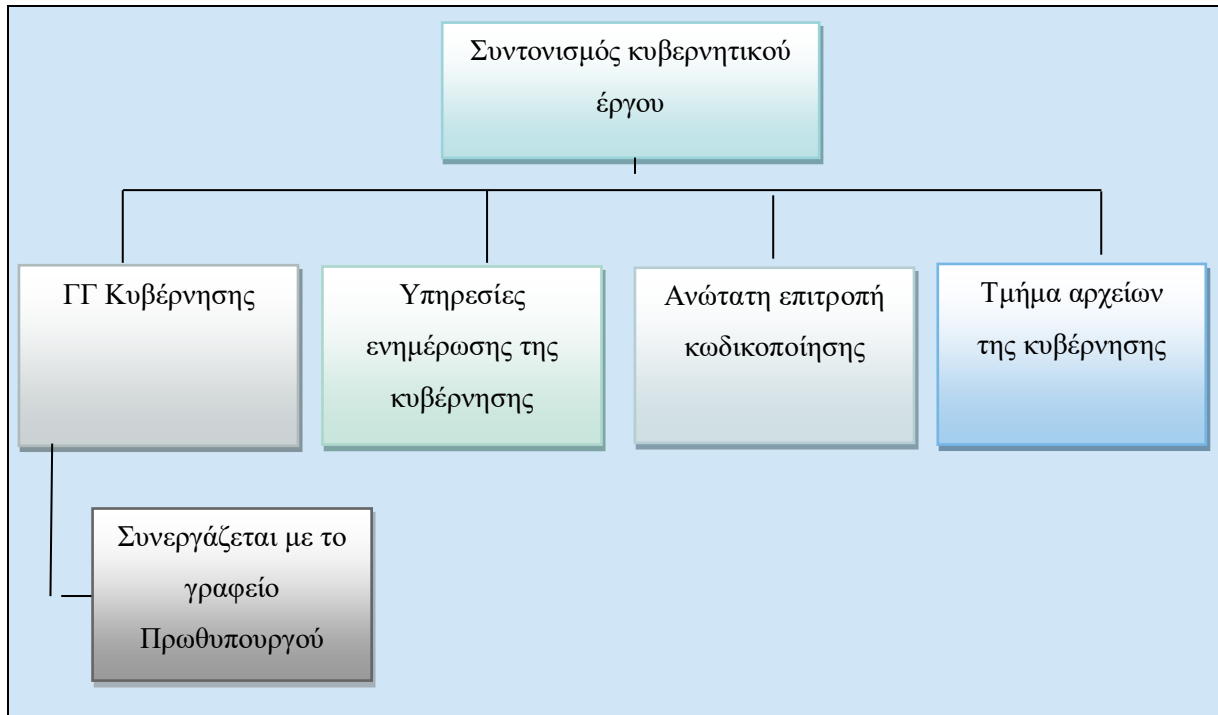 Συντονισμός κυβερνητικού
έργου
ΓΓ Κυβέρνησης
Υπηρεσίες
ενημέρωσης της
κυβέρνησης
Ανώτατη επιτροπή
κωδικοποίησης
Τμήμα αρχείων
της κυβέρνησης
Συνεργάζεται με το
γραφείο
Πρωθυπουργού